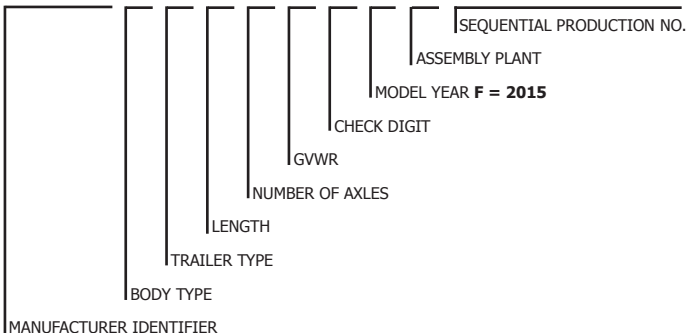 SEQUENTIAL PRODUCTION NO.
ASSEMBLY PLANT
MODEL YEAR F = 2015
CHECK DIGIT
GVWR
NUMBER OF AXLES
LENGTH
TRAILER TYPE
BODY TYPE
MANUFACTURER IDENTIFIER